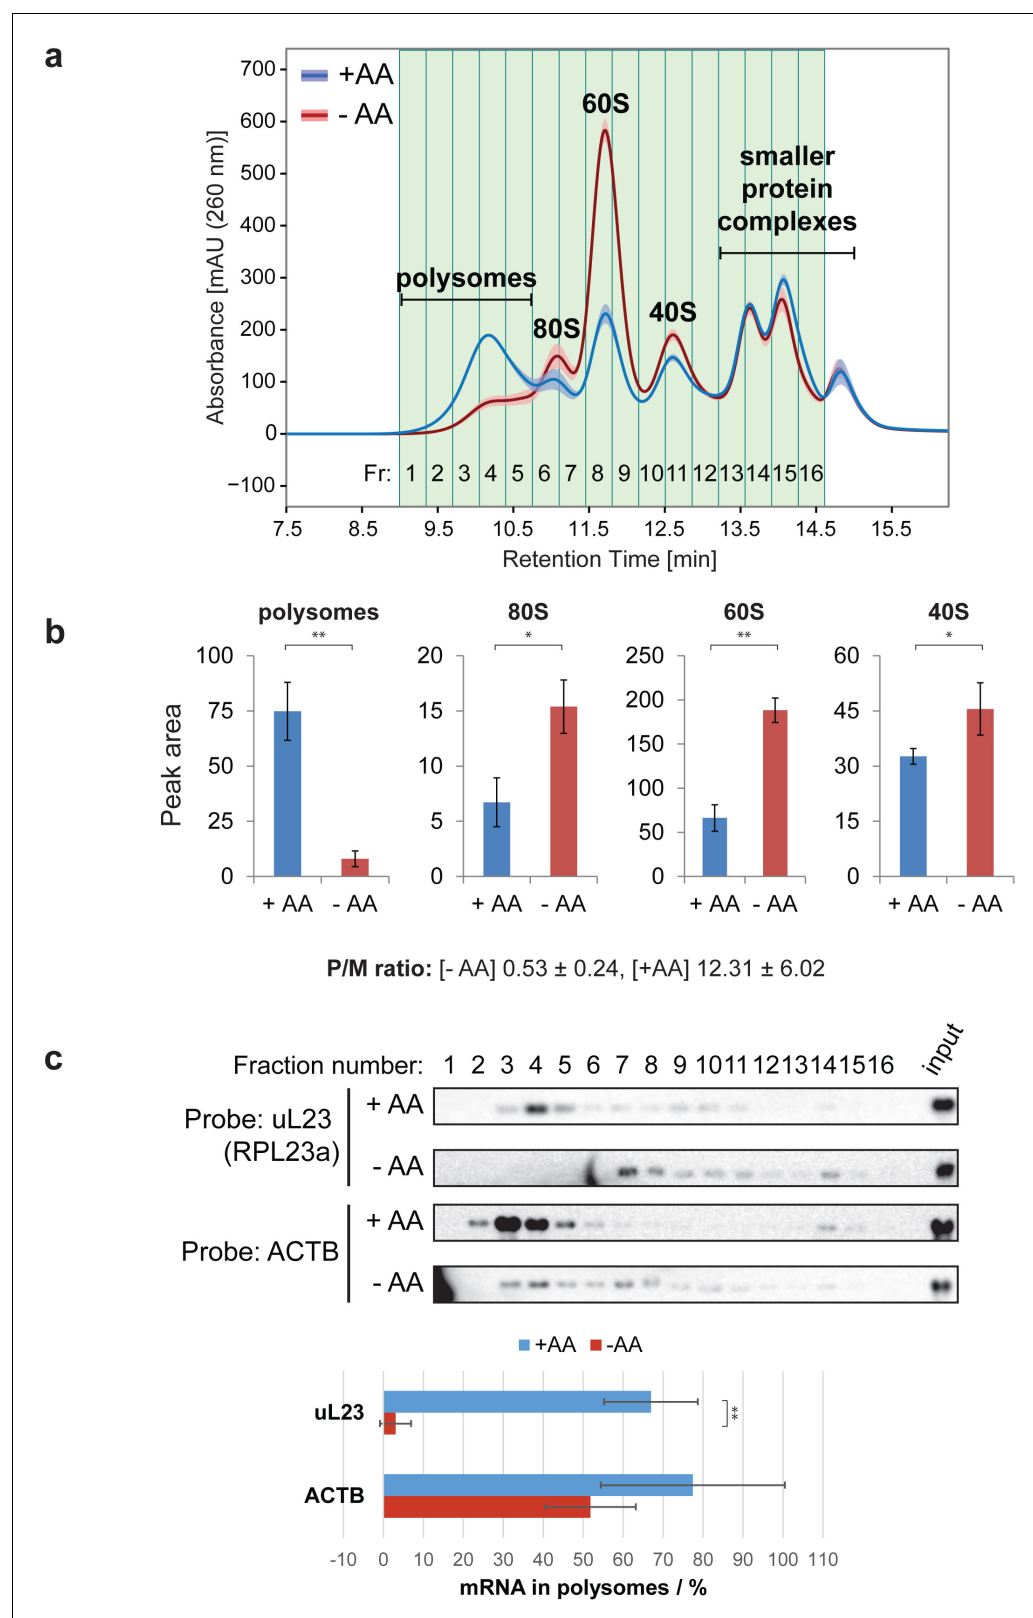 a
+AA
- AA
700
600
500
400
300
200
100
0
−100
Absorbance [mAU (260 nm)]
polysomes
80S
60S
40S
smaller
protein
complexes
Fr: 1 2 3 4 5 6 7 8 9 10 11 12 13 14 15 16
7.5 8.5 9.5 10.5 11.5 12.5 13.5 14.5 15.5
Retention Time [min]
b
polysomes 80S 60S 40S
** * ** *
Peak area
100
75
50
25
0
20
15
10
5
0
250
200
150
100
50
0
60
45
30
15
0
+ AA - AA + AA - AA + AA - AA + AA - AA
P/M ratio: [- AA] 0.53 ± 0.24, [+AA] 12.31 ± 6.02
c
Fraction number: 1 2 3 4 5 6 7 8 9 10 11 12 13 14 15 16 input
Probe: uL23
(RPL23a)
+ AA
- AA
Probe: ACTB
+ AA
- AA
+AA -AA
uL23
**
ACTB
-10 0 10 20 30 40 50 60 70 80 90 100 110
mRNA in polysomes / %